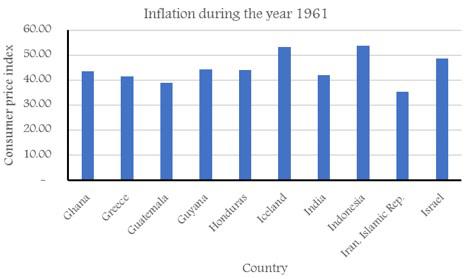 Inflation during the year 1961
Consumer price index
60.00
50.00
40.00
30.00
20.00
10.00
-
Ghana
Greece
Guatemala
Guyana
Honduras
Iceland
India
Indonesia
Iran, Islamic Rep.
Israel
Country